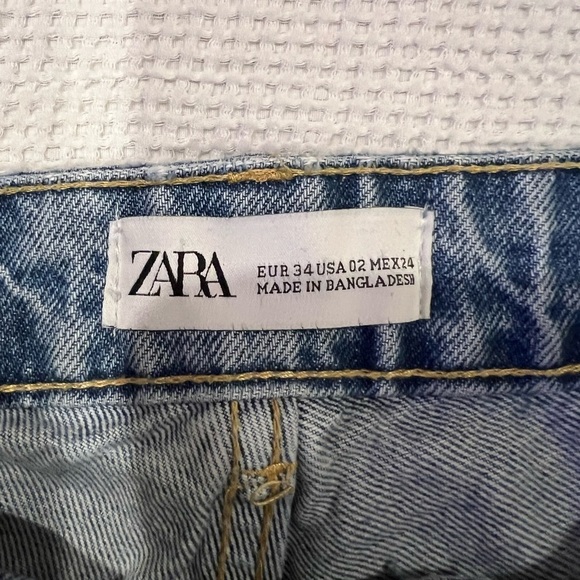 ZARA
EUR 34 USA 02 MEX 24
MADE IN BANGLADESH